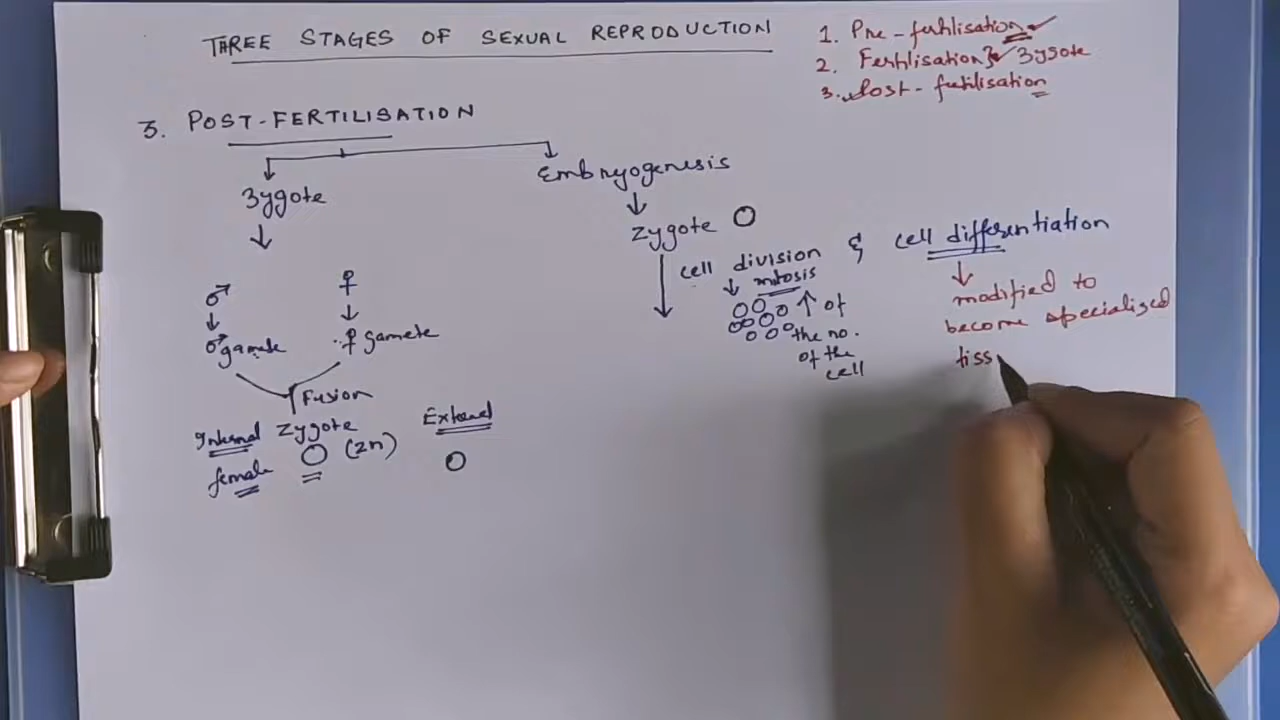 THREE STAGES OF SEXUAL REPRODUCTION
1. Pre-fertilisation ✓
2. Fertilisation} ✓ Zygote
3. Post-fertilisation
3. POST-FERTILISATION
Zygote
Embryogenesis
zygote
cell division & cell differentiation
mitosis
↑ of
the no.
of the
cell
modified to
become specialized
tiss
♂ ♀
♂ gamete ♀ gamete
Fusion
Internal Zygote External
female (2n)